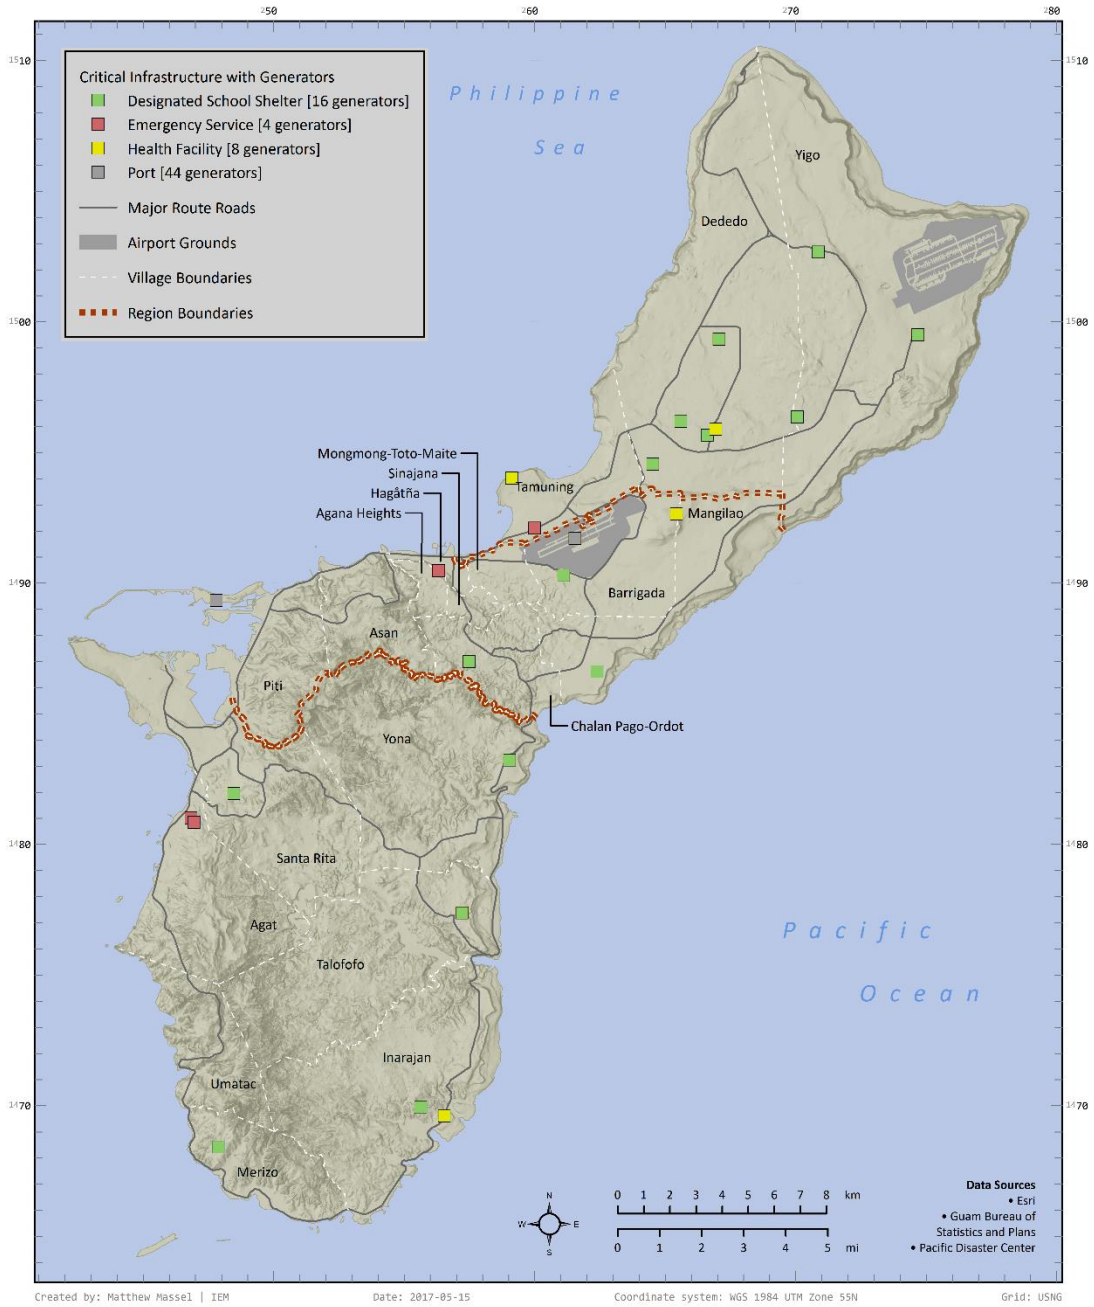 250
260
270
280
1510
1510
Critical Infrastructure with Generators
Designated School Shelter [16 generators]
Emergency Service [4 generators]
Health Facility [8 generators]
Port [44 generators]
Major Route Roads
Airport Grounds
Village Boundaries
Region Boundaries
Philippine
Sea
Yigo
Dededo
1500
1500
Mongmong-Toto-Maite
Sinajana
Hagåtña
Agana Heights
Tamuning
Mangilao
1490
1490
Barrigada
Asan
Piti
Chalan Pago-Ordot
Yona
1480
1480
Santa Rita
Agat
Talofofo
Pacific
Ocean
Inarajan
Umatac
1470
1470
Merizo
N
W
E
S
0 1 2 3 4 5 6 7 8 km
0 1 2 3 4 5 mi
Data Sources
• Esri
• Guam Bureau of
Statistics and Plans
• Pacific Disaster Center
Created by: Matthew Massel | IEM
Date: 2017-05-15
Coordinate system: WGS 1984 UTM Zone 55N
Grid: USNG